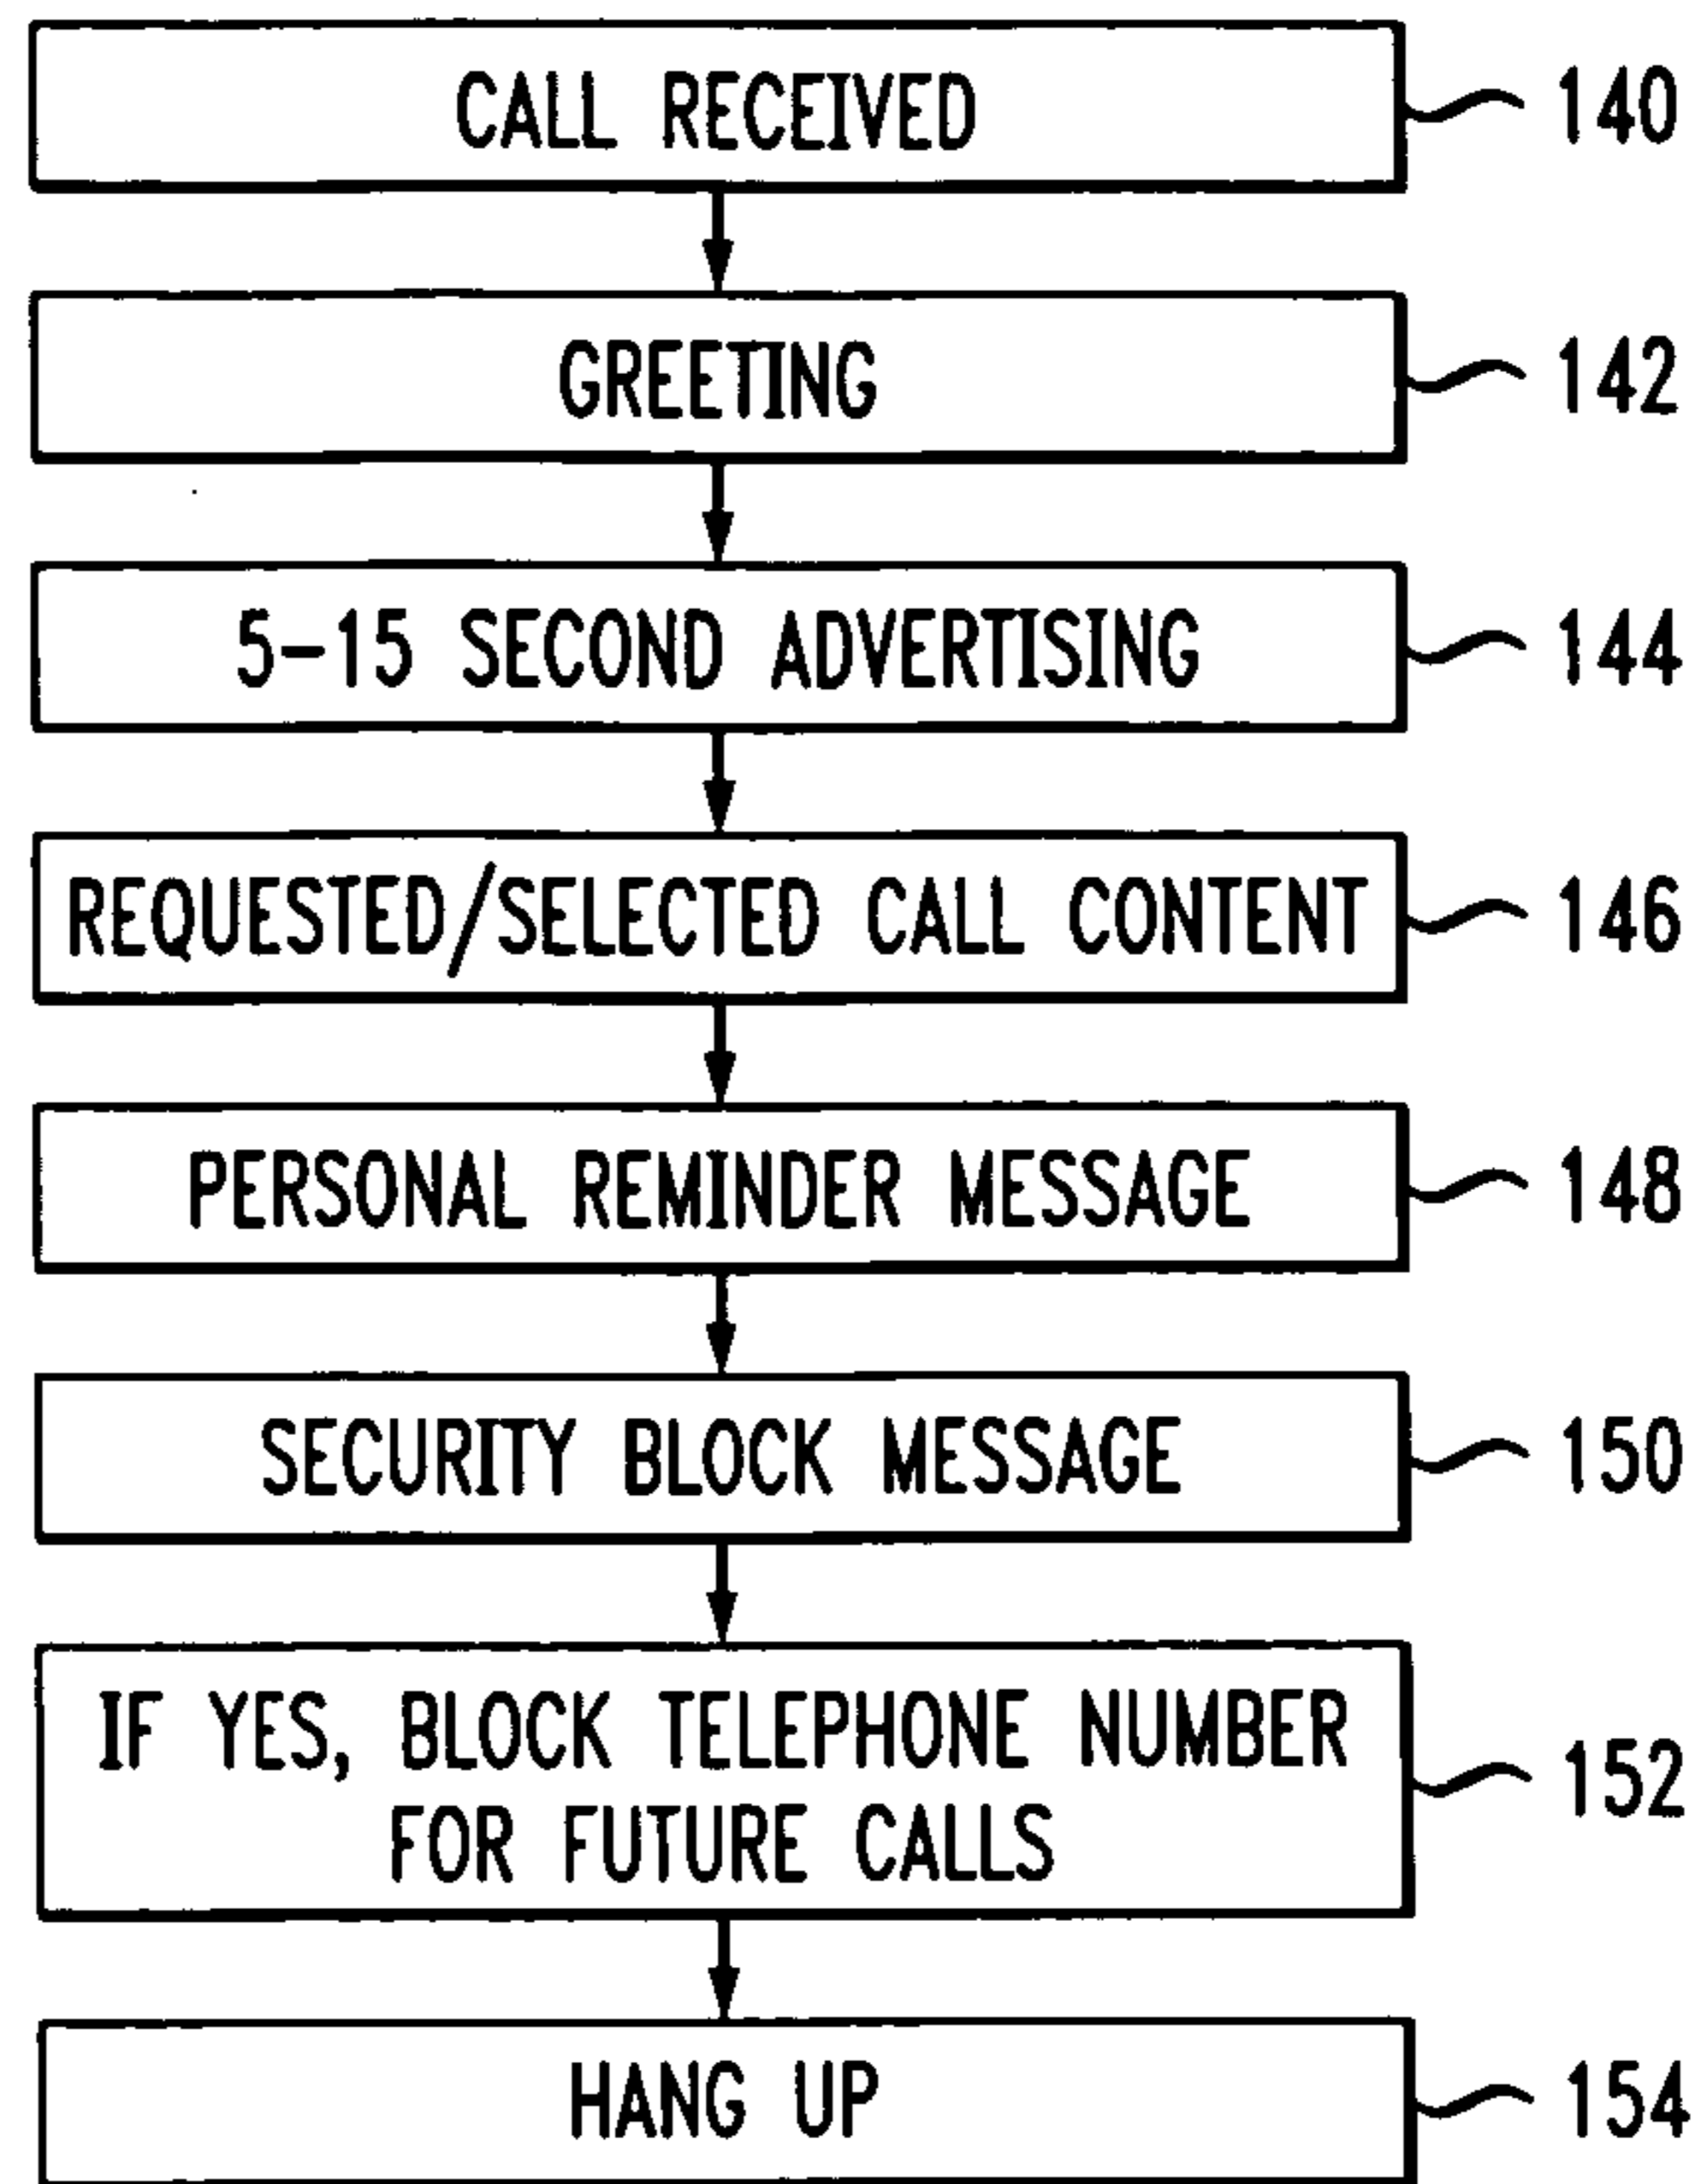 CALL RECEIVED 140
GREETING 142
5-15 SECOND ADVERTISING 144
REQUESTED/SELECTED CALL CONTENT 146
PERSONAL REMINDER MESSAGE 148
SECURITY BLOCK MESSAGE 150
IF YES, BLOCK TELEPHONE NUMBER
FOR FUTURE CALLS
152
HANG UP 154